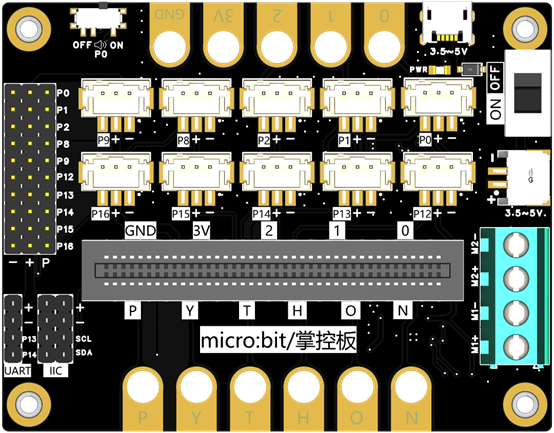 GND 3V 2 1 0
OFF ON
P0
3.5~5V
PWR
ON OFF
P0
P1
P2
P8
P9
P12
P13
P14
P15
P16
- + P
P9 + -
P8 + -
P2 + -
P1 + -
P0 + -
P16 + -
P15 + -
P14 + -
P13 + -
P12 + -
- G +
3.5~5V.
GND 3V 2 1 0
P Y T H O N
micro:bit/掌控板
M2-
M2+
M1-
M1+
+
-
P13
P14
UART
+
-
SCL
SDA
IIC
P Y T H O N